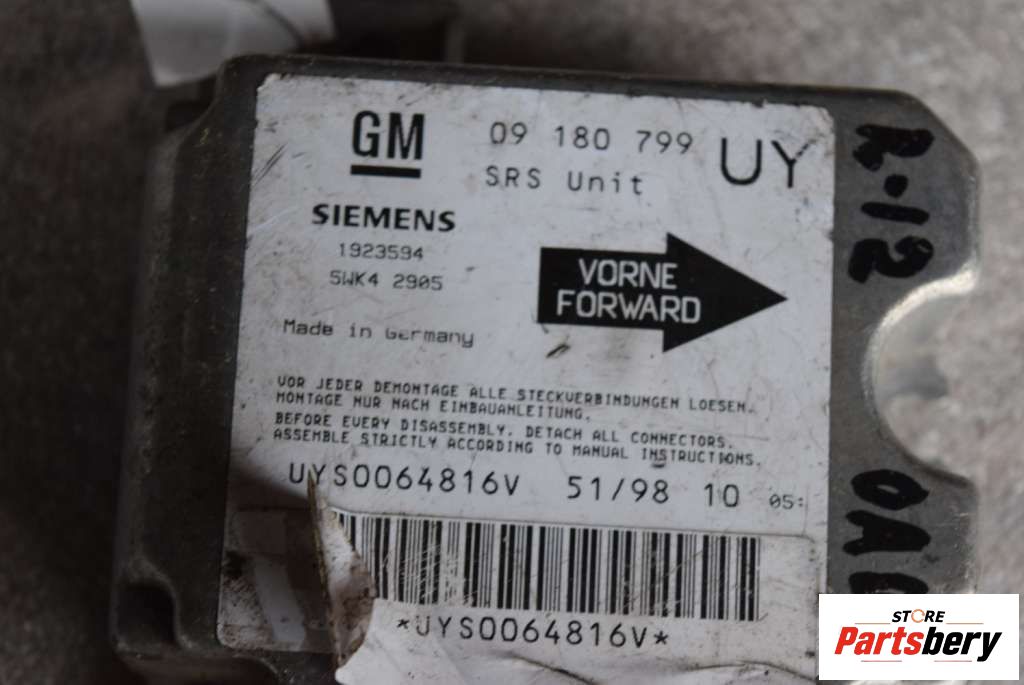 GM
09 180 799
UY
SRS Unit
SIEMENS
1923594
5WK4 2905
VORNE
FORWARD
Made in Germany
VOR JEDER DEMONTAGE ALLE STECKVERBINDUNGEN LOESEN.
MONTAGE NUR NACH EINBAUANLEITUNG.
BEFORE EVERY DISASSEMBLY, DETACH ALL CONNECTORS.
ASSEMBLE STRICTLY ACCORDING TO MANUAL INSTRUCTIONS.
UYS0064816V 51/98 10 05:
*UYS0064816V*
R-12
STORE
Partsbery